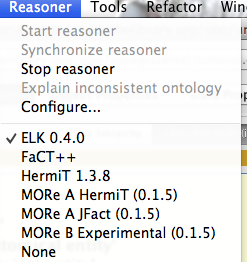 Reasoner Tools Refactor Win
Start reasoner
Synchronize reasoner
Stop reasoner
Explain inconsistent ontology
Configure...
✓ ELK 0.4.0
FaCT++
HermiT 1.3.8
MORe A HermiT (0.1.5)
MORe A JFact (0.1.5)
MORe B Experimental (0.1.5)
None